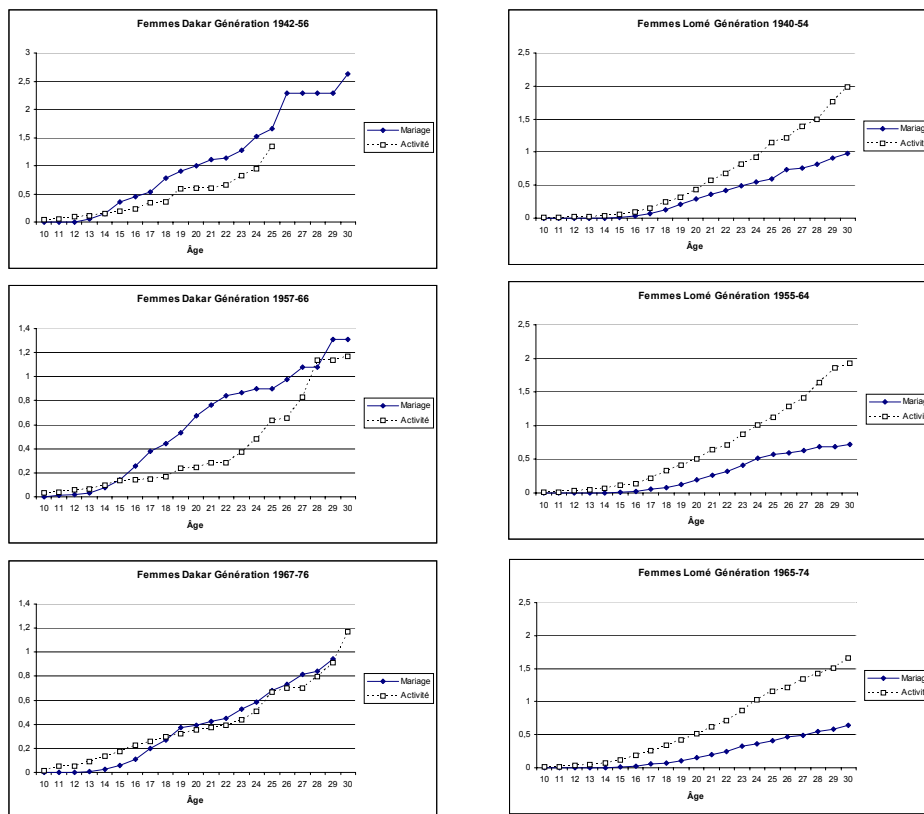 Femmes Dakar Génération 1942-56
3
2,5
2
1,5
1
0,5
0
10 11 12 13 14 15 16 17 18 19 20 21 22 23 24 25 26 27 28 29 30
Âge
Mariage
Activité
Femmes Lomé Génération 1940-54
2,5
2
1,5
1
0,5
0
10 11 12 13 14 15 16 17 18 19 20 21 22 23 24 25 26 27 28 29 30
Âge
Mariag
Activit
Femmes Dakar Génération 1957-66
1,4
1,2
1
0,8
0,6
0,4
0,2
0
10 11 12 13 14 15 16 17 18 19 20 21 22 23 24 25 26 27 28 29 30
Âge
Mariage
Activité
Femmes Lomé Génération 1955-64
2,5
2
1,5
1
0,5
0
10 11 12 13 14 15 16 17 18 19 20 21 22 23 24 25 26 27 28 29 30
Âge
Mariag
Activit
Femmes Dakar Génération 1967-76
1,4
1,2
1
0,8
0,6
0,4
0,2
0
10 11 12 13 14 15 16 17 18 19 20 21 22 23 24 25 26 27 28 29 30
Âge
Mariage
Activité
Femmes Lomé Génération 1965-74
2,5
2
1,5
1
0,5
0
10 11 12 13 14 15 16 17 18 19 20 21 22 23 24 25 26 27 28 29 30
Âge
Mariag
Activit